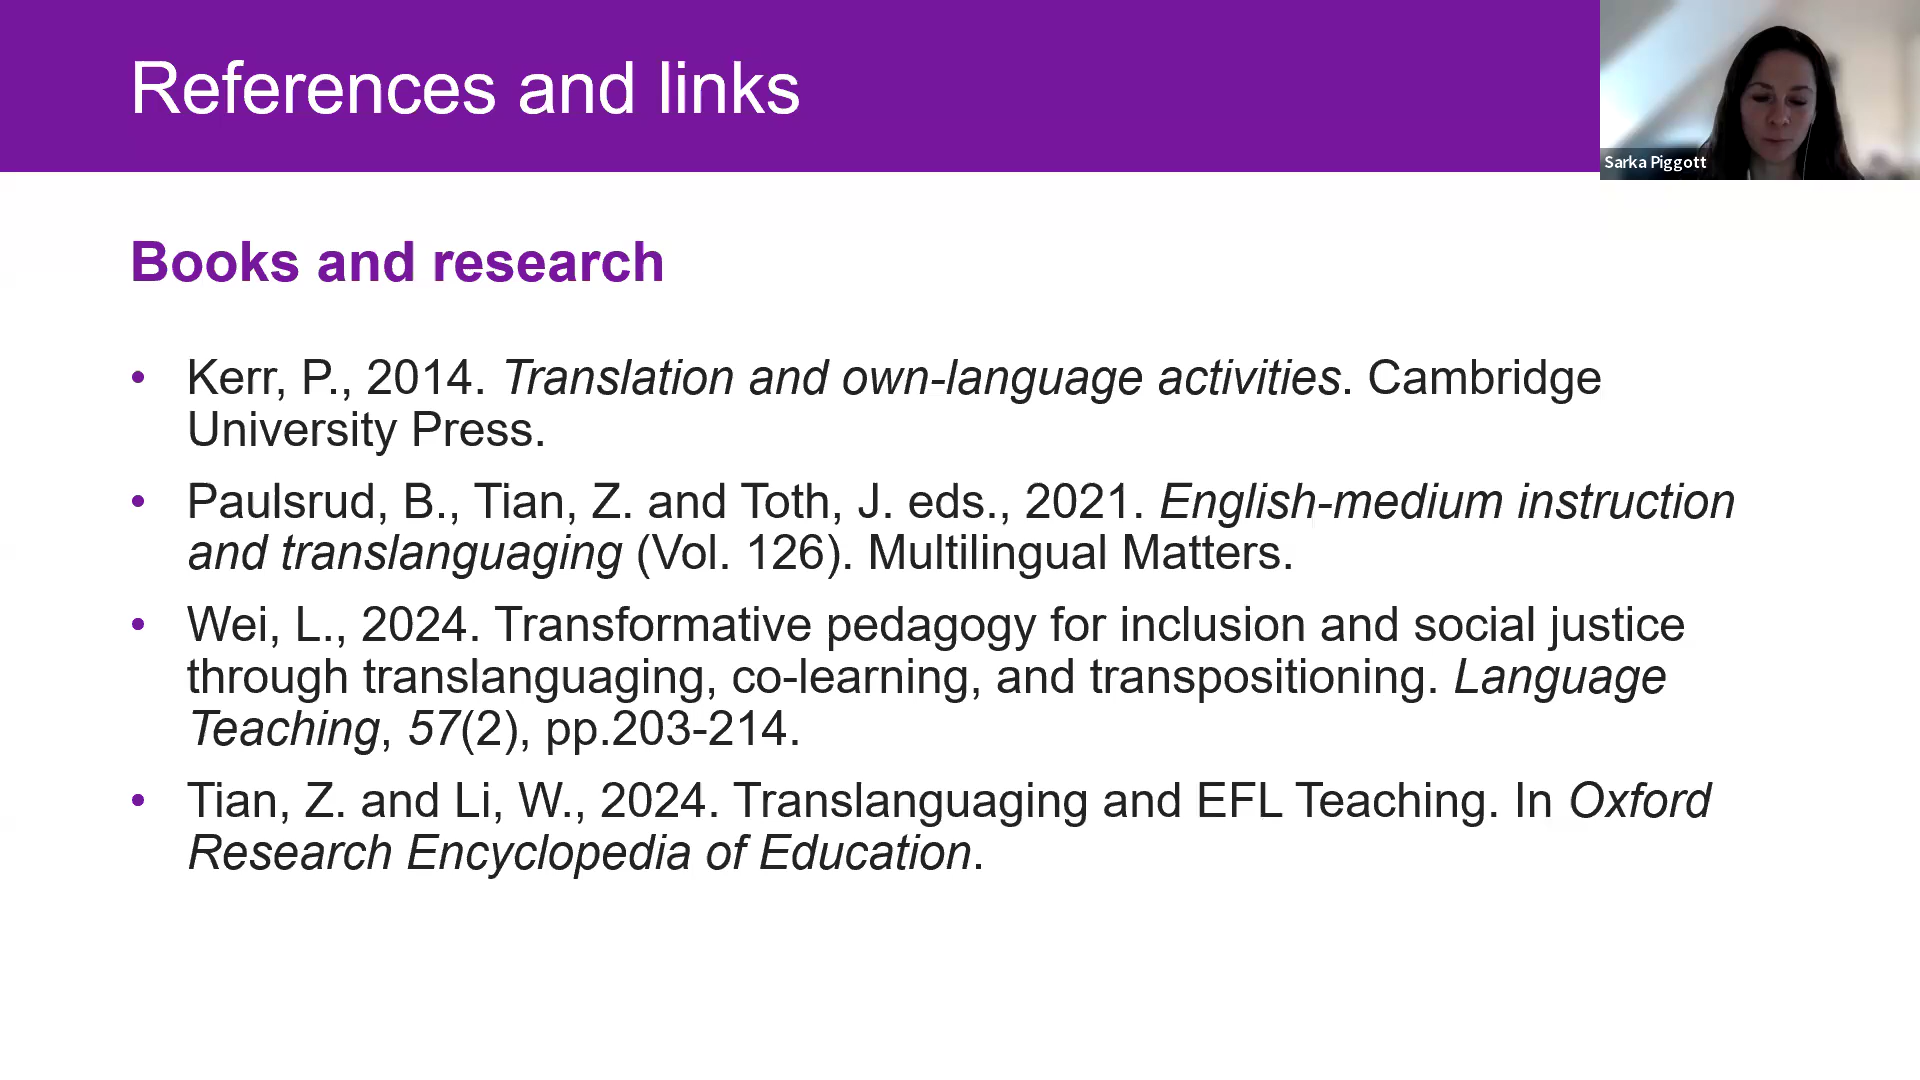 References and links
Sarka Piggott
Books and research
• Kerr, P., 2014. Translation and own-language activities. Cambridge
University Press.
• Paulsrud, B., Tian, Z. and Toth, J. eds., 2021. English-medium instruction
and translanguaging (Vol. 126). Multilingual Matters.
• Wei, L., 2024. Transformative pedagogy for inclusion and social justice
through translanguaging, co-learning, and transpositioning. Language
Teaching, 57(2), pp.203-214.
• Tian, Z. and Li, W., 2024. Translanguaging and EFL Teaching. In Oxford
Research Encyclopedia of Education.